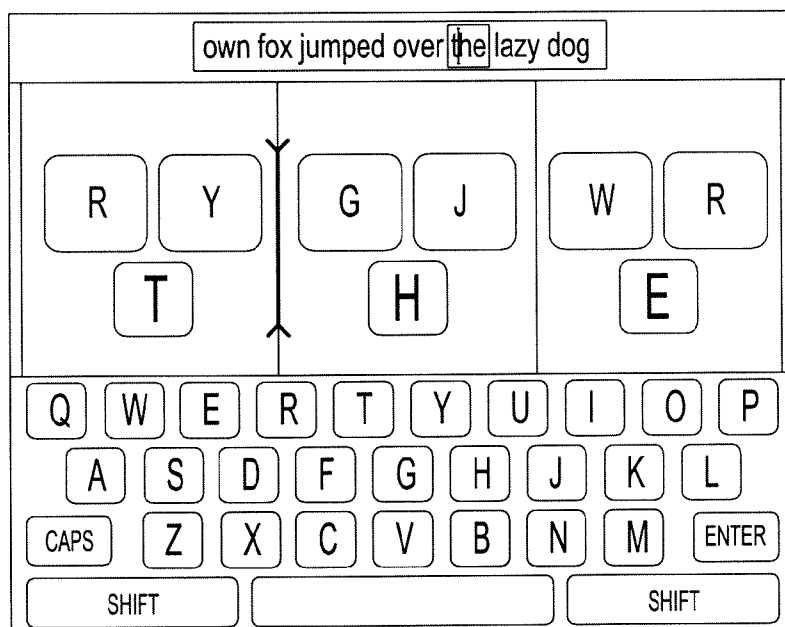 own fox jumped over the lazy dog
R Y G J W R
T H E
Q W E R T Y U I O P
A S D F G H J K L
CAPS Z X C V B N M ENTER
SHIFT SHIFT